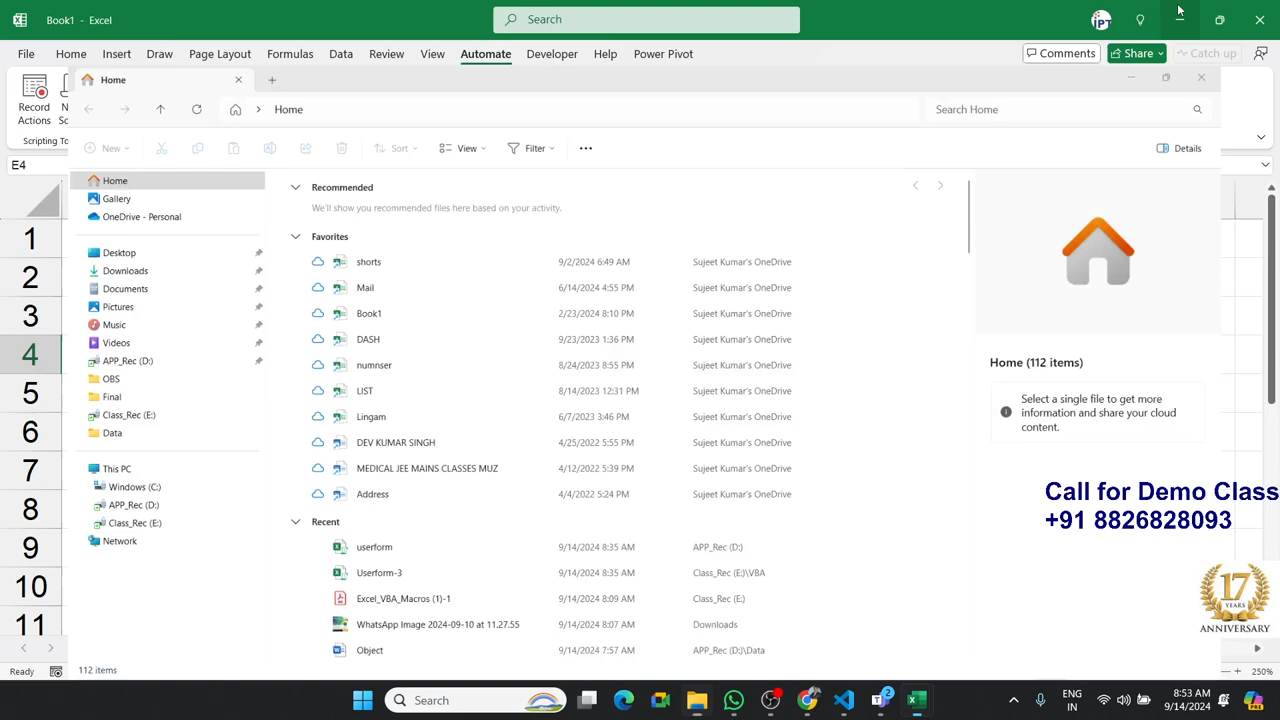 Book1 - Excel
Search
IPT
File Home Insert Draw Page Layout Formulas Data Review View Automate Developer Help Power Pivot
Comments Share Catch up
Record
Actions
Scripting To
Home
Home
Search Home
New Sort View Filter Details
E4
Home
Gallery
OneDrive - Personal
Desktop
Downloads
Documents
Pictures
Music
Videos
APP_Rec (D:)
OBS
Final
Class_Rec (E:)
Data
This PC
Windows (C:)
APP_Rec (D:)
Class_Rec (E:)
Network
Recommended
We'll show you recommended files here based on your activity.
Favorites
shorts 9/2/2024 6:49 AM Sujeet Kumar's OneDrive
Mail 6/14/2024 4:55 PM Sujeet Kumar's OneDrive
Book1 2/23/2024 8:10 PM Sujeet Kumar's OneDrive
DASH 9/23/2023 1:36 PM Sujeet Kumar's OneDrive
numnser 8/24/2023 8:55 PM Sujeet Kumar's OneDrive
LIST 8/14/2023 12:31 PM Sujeet Kumar's OneDrive
Lingam 6/7/2023 3:46 PM Sujeet Kumar's OneDrive
DEV KUMAR SINGH 4/25/2022 5:55 PM Sujeet Kumar's OneDrive
MEDICAL JEE MAINS CLASSES MUZ 4/12/2022 5:39 PM Sujeet Kumar's OneDrive
Address 4/4/2022 5:24 PM Sujeet Kumar's OneDrive
Recent
userform 9/14/2024 8:35 AM APP_Rec (D:)
Userform-3 9/14/2024 8:35 AM Class_Rec (E:)\VBA
Excel_VBA_Macros (1)-1 9/14/2024 8:09 AM Class_Rec (E:)
WhatsApp Image 2024-09-10 at 11.27.55 9/14/2024 8:07 AM Downloads
Object 9/14/2024 7:57 AM APP_Rec (D:)\Data
Home (112 items)
Select a single file to get more
information and share your cloud
content.
Call for Demo Class
+91 8826828093
17
YEARS
ANNIVERSARY
1
2
3
4
5
6
7
8
9
10
11
112 items
Ready
250%
Search
2
ENG
IN
8:53 AM
9/14/2024